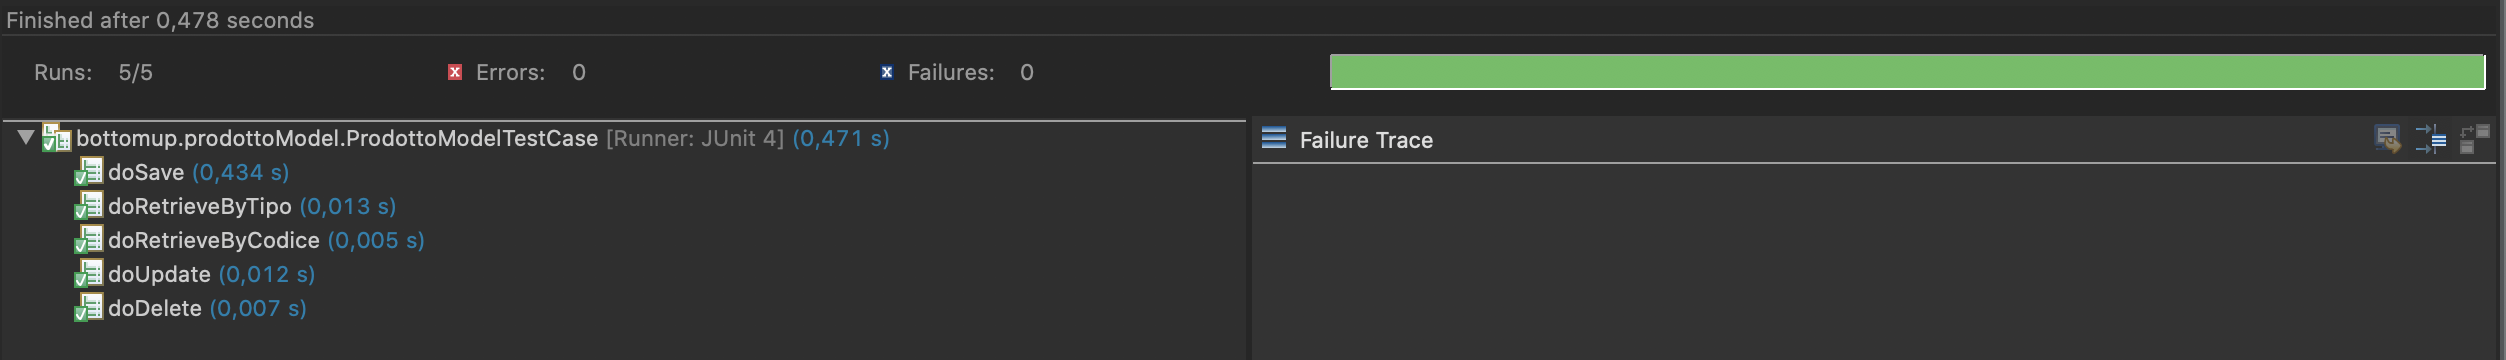 Finished after 0,478 seconds
Runs: 5/5 Errors: 0 Failures: 0
bottomup.prodottoModel.ProdottoModelTestCase [Runner: JUnit 4] (0,471 s)
Failure Trace
doSave (0,434 s)
doRetrieveByTipo (0,013 s)
doRetrieveByCodice (0,005 s)
doUpdate (0,012 s)
doDelete (0,007 s)